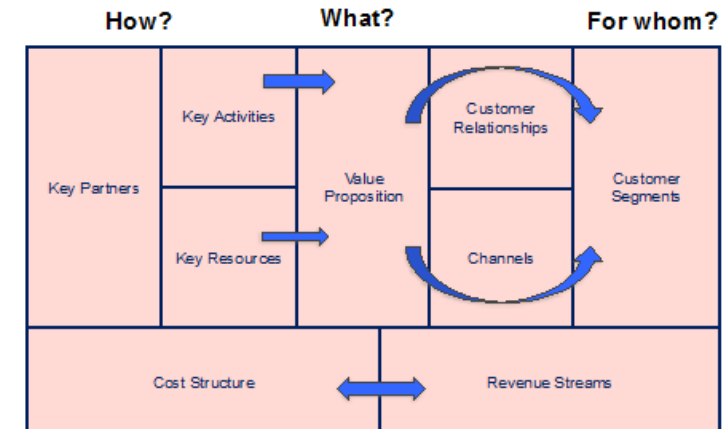 How?
What?
For whom?
Key Partners
Key Activities
Key Resources
Value
Proposition
Customer
Relationships
Channels
Customer
Segments
Cost Structure
Revenue Streams